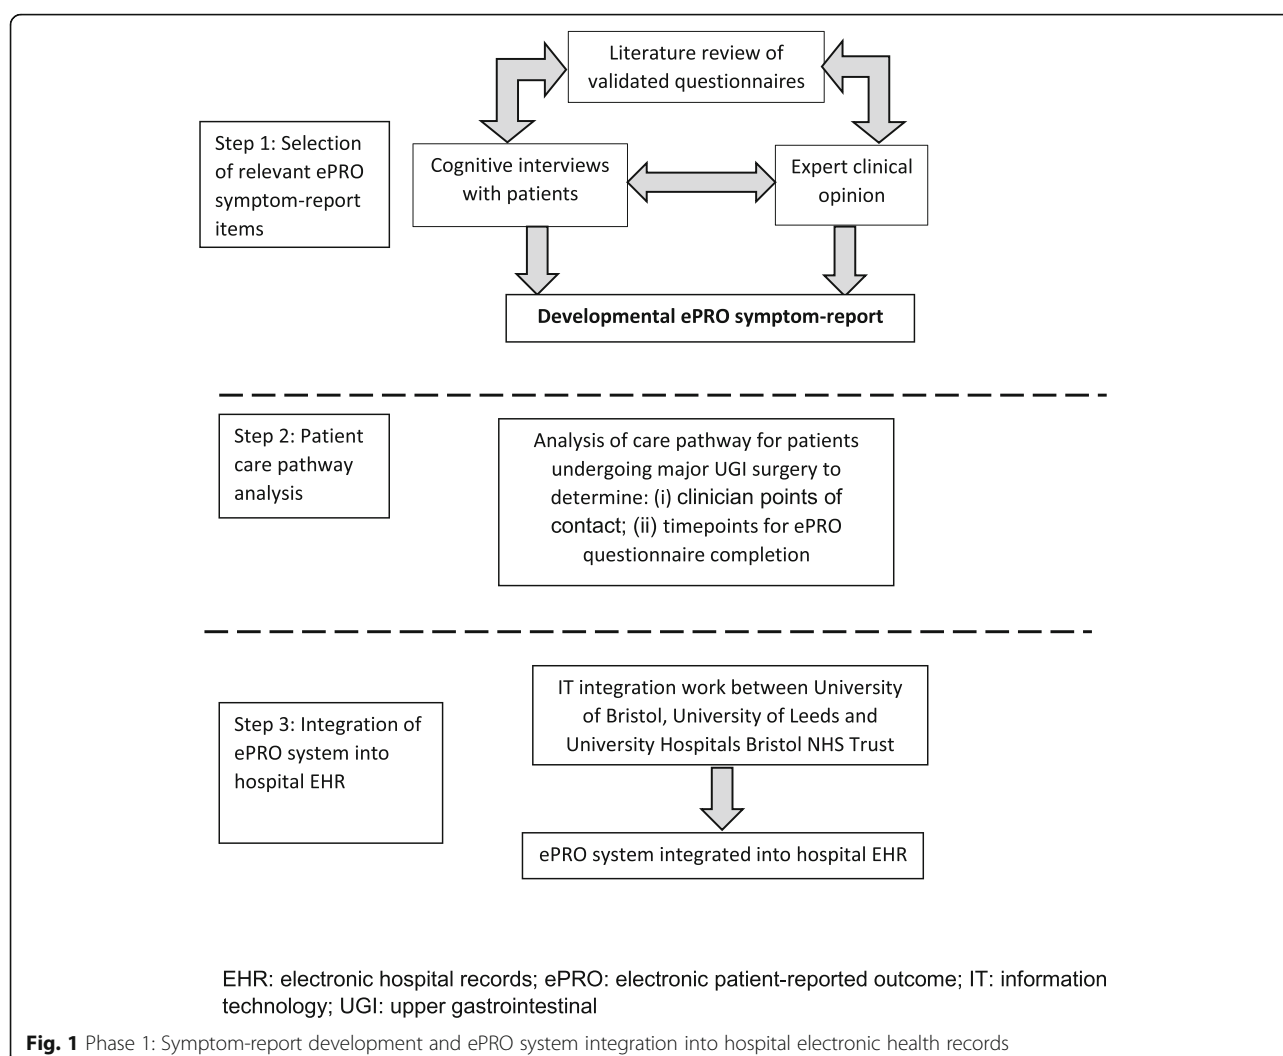 Literature review of
validated questionnaires
Step 1: Selection
of relevant ePRO
symptom-report
items
Cognitive interviews
with patients
Expert clinical
opinion
Developmental ePRO symptom-report
Step 2: Patient
care pathway
analysis
Analysis of care pathway for patients
undergoing major UGI surgery to
determine: (i) clinician points of
contact; (ii) timepoints for ePRO
questionnaire completion
Step 3: Integration of
ePRO system into
hospital EHR
IT integration work between University
of Bristol, University of Leeds and
University Hospitals Bristol NHS Trust
ePRO system integrated into hospital EHR
EHR: electronic hospital records; ePRO: electronic patient-reported outcome; IT: information
technology; UGI: upper gastrointestinal
Fig. 1 Phase 1: Symptom-report development and ePRO system integration into hospital electronic health records